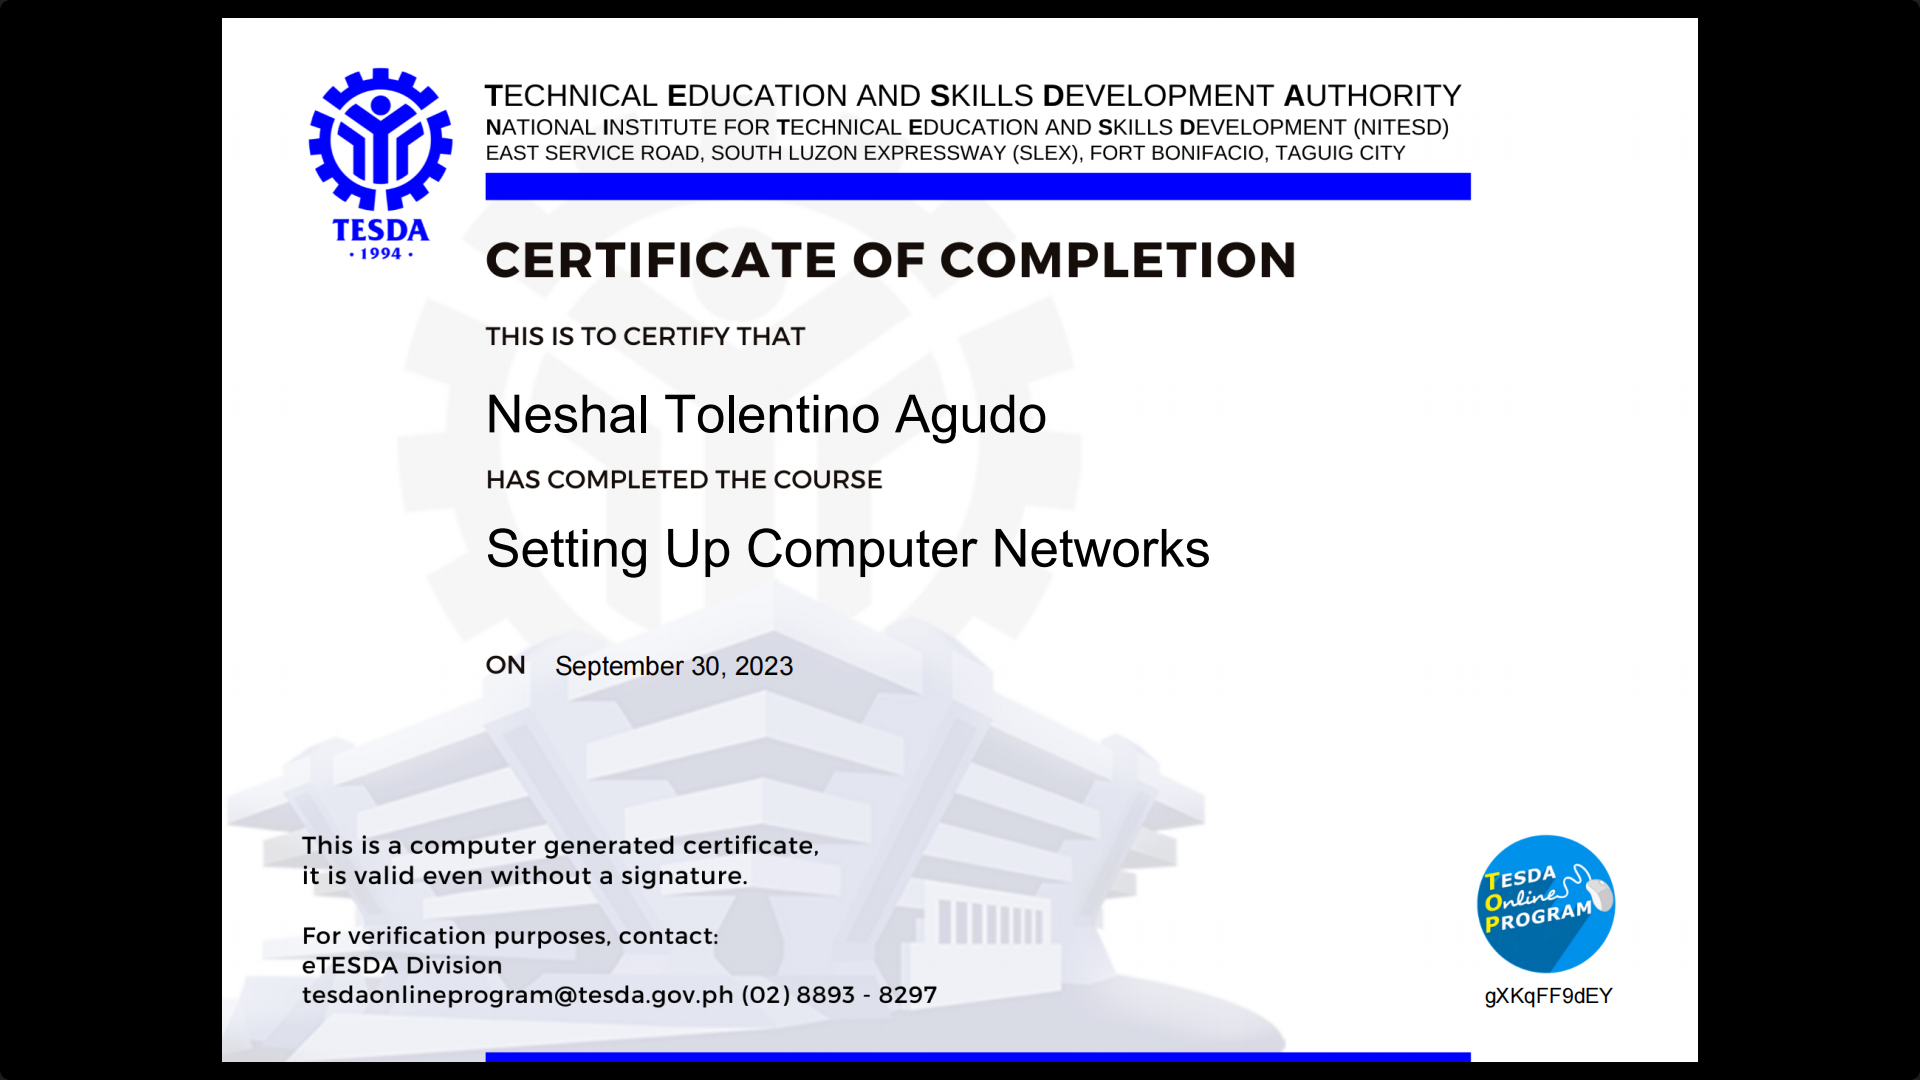 TECHNICAL EDUCATION AND SKILLS DEVELOPMENT AUTHORITY
NATIONAL INSTITUTE FOR TECHNICAL EDUCATION AND SKILLS DEVELOPMENT (NITESD)
EAST SERVICE ROAD, SOUTH LUZON EXPRESSWAY (SLEX), FORT BONIFACIO, TAGUIG CITY
TESDA
· 1994 ·
CERTIFICATE OF COMPLETION
THIS IS TO CERTIFY THAT
Neshal Tolentino Agudo
HAS COMPLETED THE COURSE
Setting Up Computer Networks
ON September 30, 2023
This is a computer generated certificate,
it is valid even without a signature.
For verification purposes, contact:
eTESDA Division
tesdaonlineprogram@tesda.gov.ph (02) 8893 - 8297
TESDA
Online
PROGRAM
gXKqFF9dEY